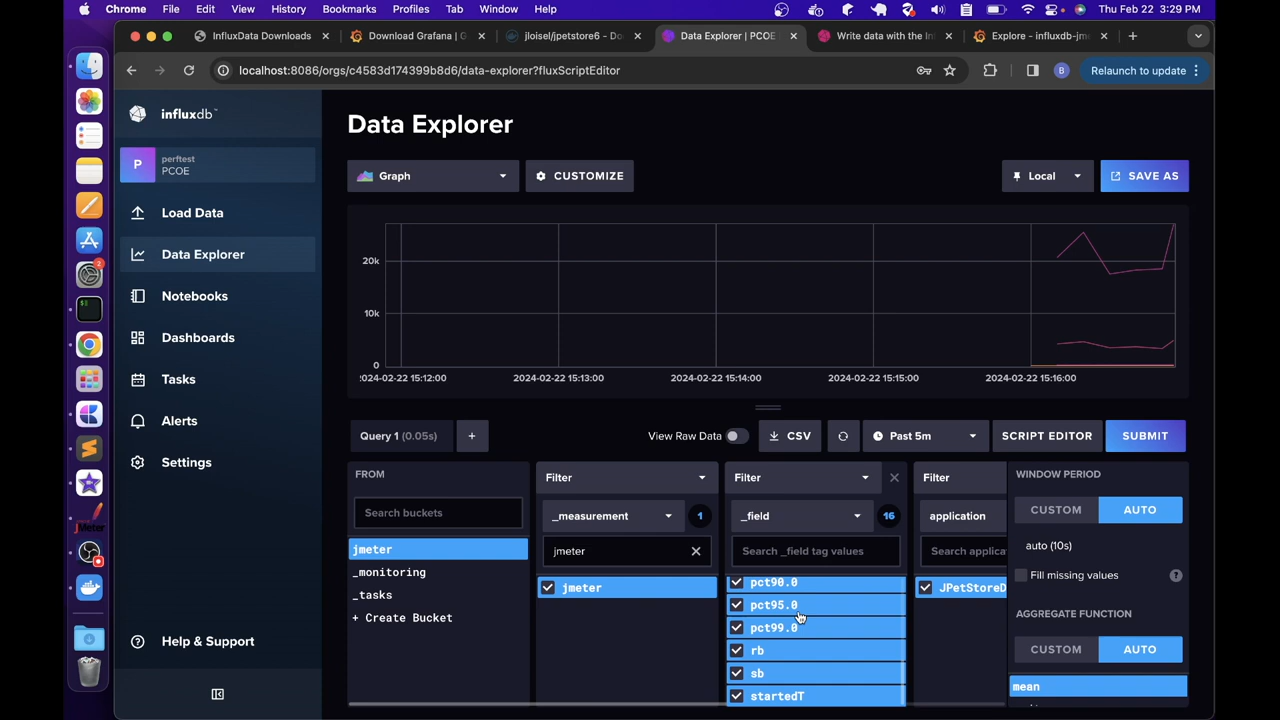 Chrome File Edit View History Bookmarks Profiles Tab Window Help Thu Feb 22 3:29 PM
InfluxData Downloads Download Grafana | G jloisel/jpetstore6 - Do Data Explorer | PCOE Write data with the In Explore - influxdb-jm
localhost:8086/orgs/c4583d174399b8d6/data-explorer?fluxScriptEditor B Relaunch to update
influxdb™
P perftest
PCOE
Load Data
Data Explorer
Notebooks
Dashboards
Tasks
Alerts
Settings
Help & Support
2
$
JMeter
Data Explorer
Graph CUSTOMIZE Local SAVE AS
20k
10k
0
2024-02-22 15:12:00 2024-02-22 15:13:00 2024-02-22 15:14:00 2024-02-22 15:15:00 2024-02-22 15:16:00
Query 1 (0.05s) + View Raw Data CSV Past 5m SCRIPT EDITOR SUBMIT
FROM
Search buckets
jmeter
_monitoring
_tasks
+ Create Bucket
Filter
_measurement 1
jmeter
jmeter
Filter
_field 16
Search _field tag values
pct90.0
pct95.0
pct99.0
rb
sb
startedT
Filter
application
Search applica
JPetStoreD
WINDOW PERIOD
CUSTOM AUTO
auto (10s)
Fill missing values ?
AGGREGATE FUNCTION
CUSTOM AUTO
mean